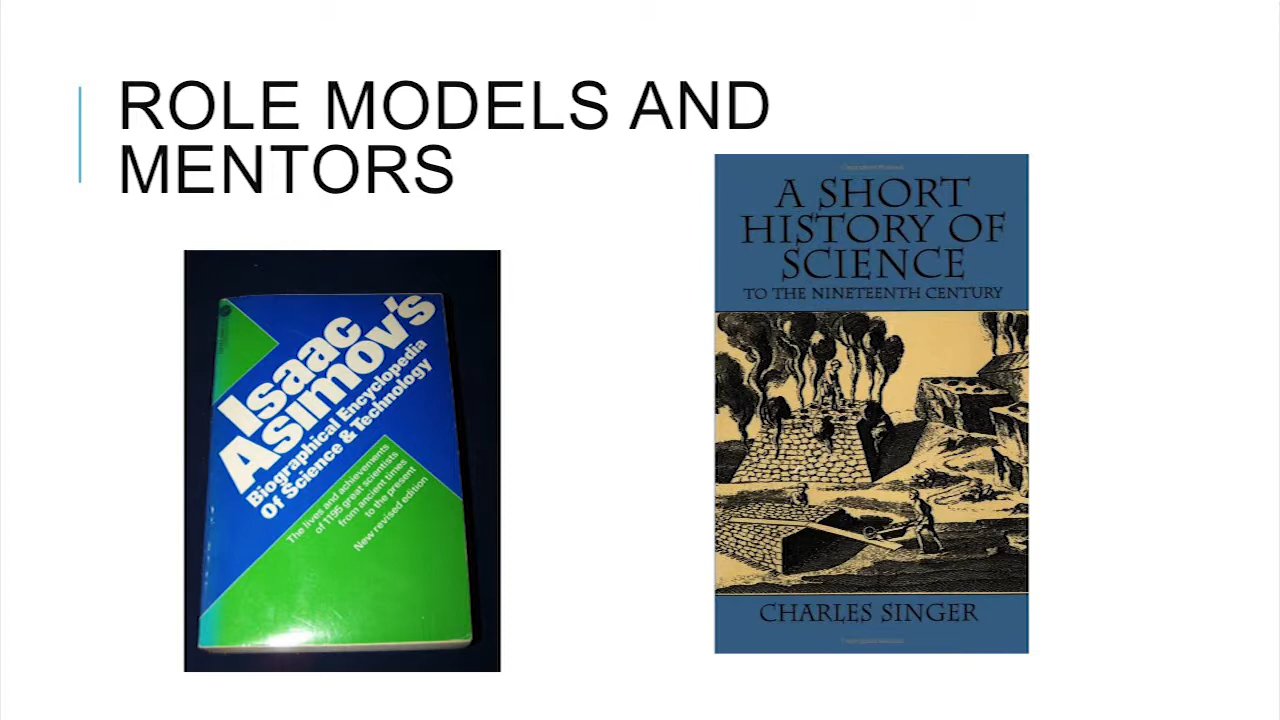 ROLE MODELS AND
MENTORS
Isaac
Asimov's
Biographical Encyclopedia
Of Science & Technology
The lives and achievements
of 1195 great scientists
from ancient times
to the present
New revised edition
A SHORT
HISTORY OF
SCIENCE
TO THE NINETEENTH CENTURY
CHARLES SINGER